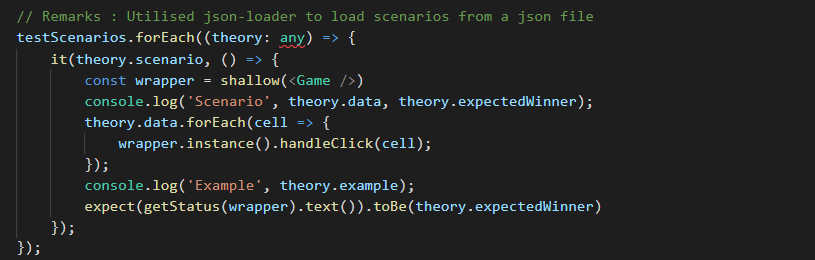 // Remarks : Utilised json-loader to load scenarios from a json file
testScenarios.forEach((theory: any) => {
it(theory.scenario, () => {
const wrapper = shallow(<Game />)
console.log('Scenario', theory.data, theory.expectedWinner);
theory.data.forEach(cell => {
wrapper.instance().handleClick(cell);
});
console.log('Example', theory.example);
expect(getStatus(wrapper).text()).toBe(theory.expectedWinner)
});
});